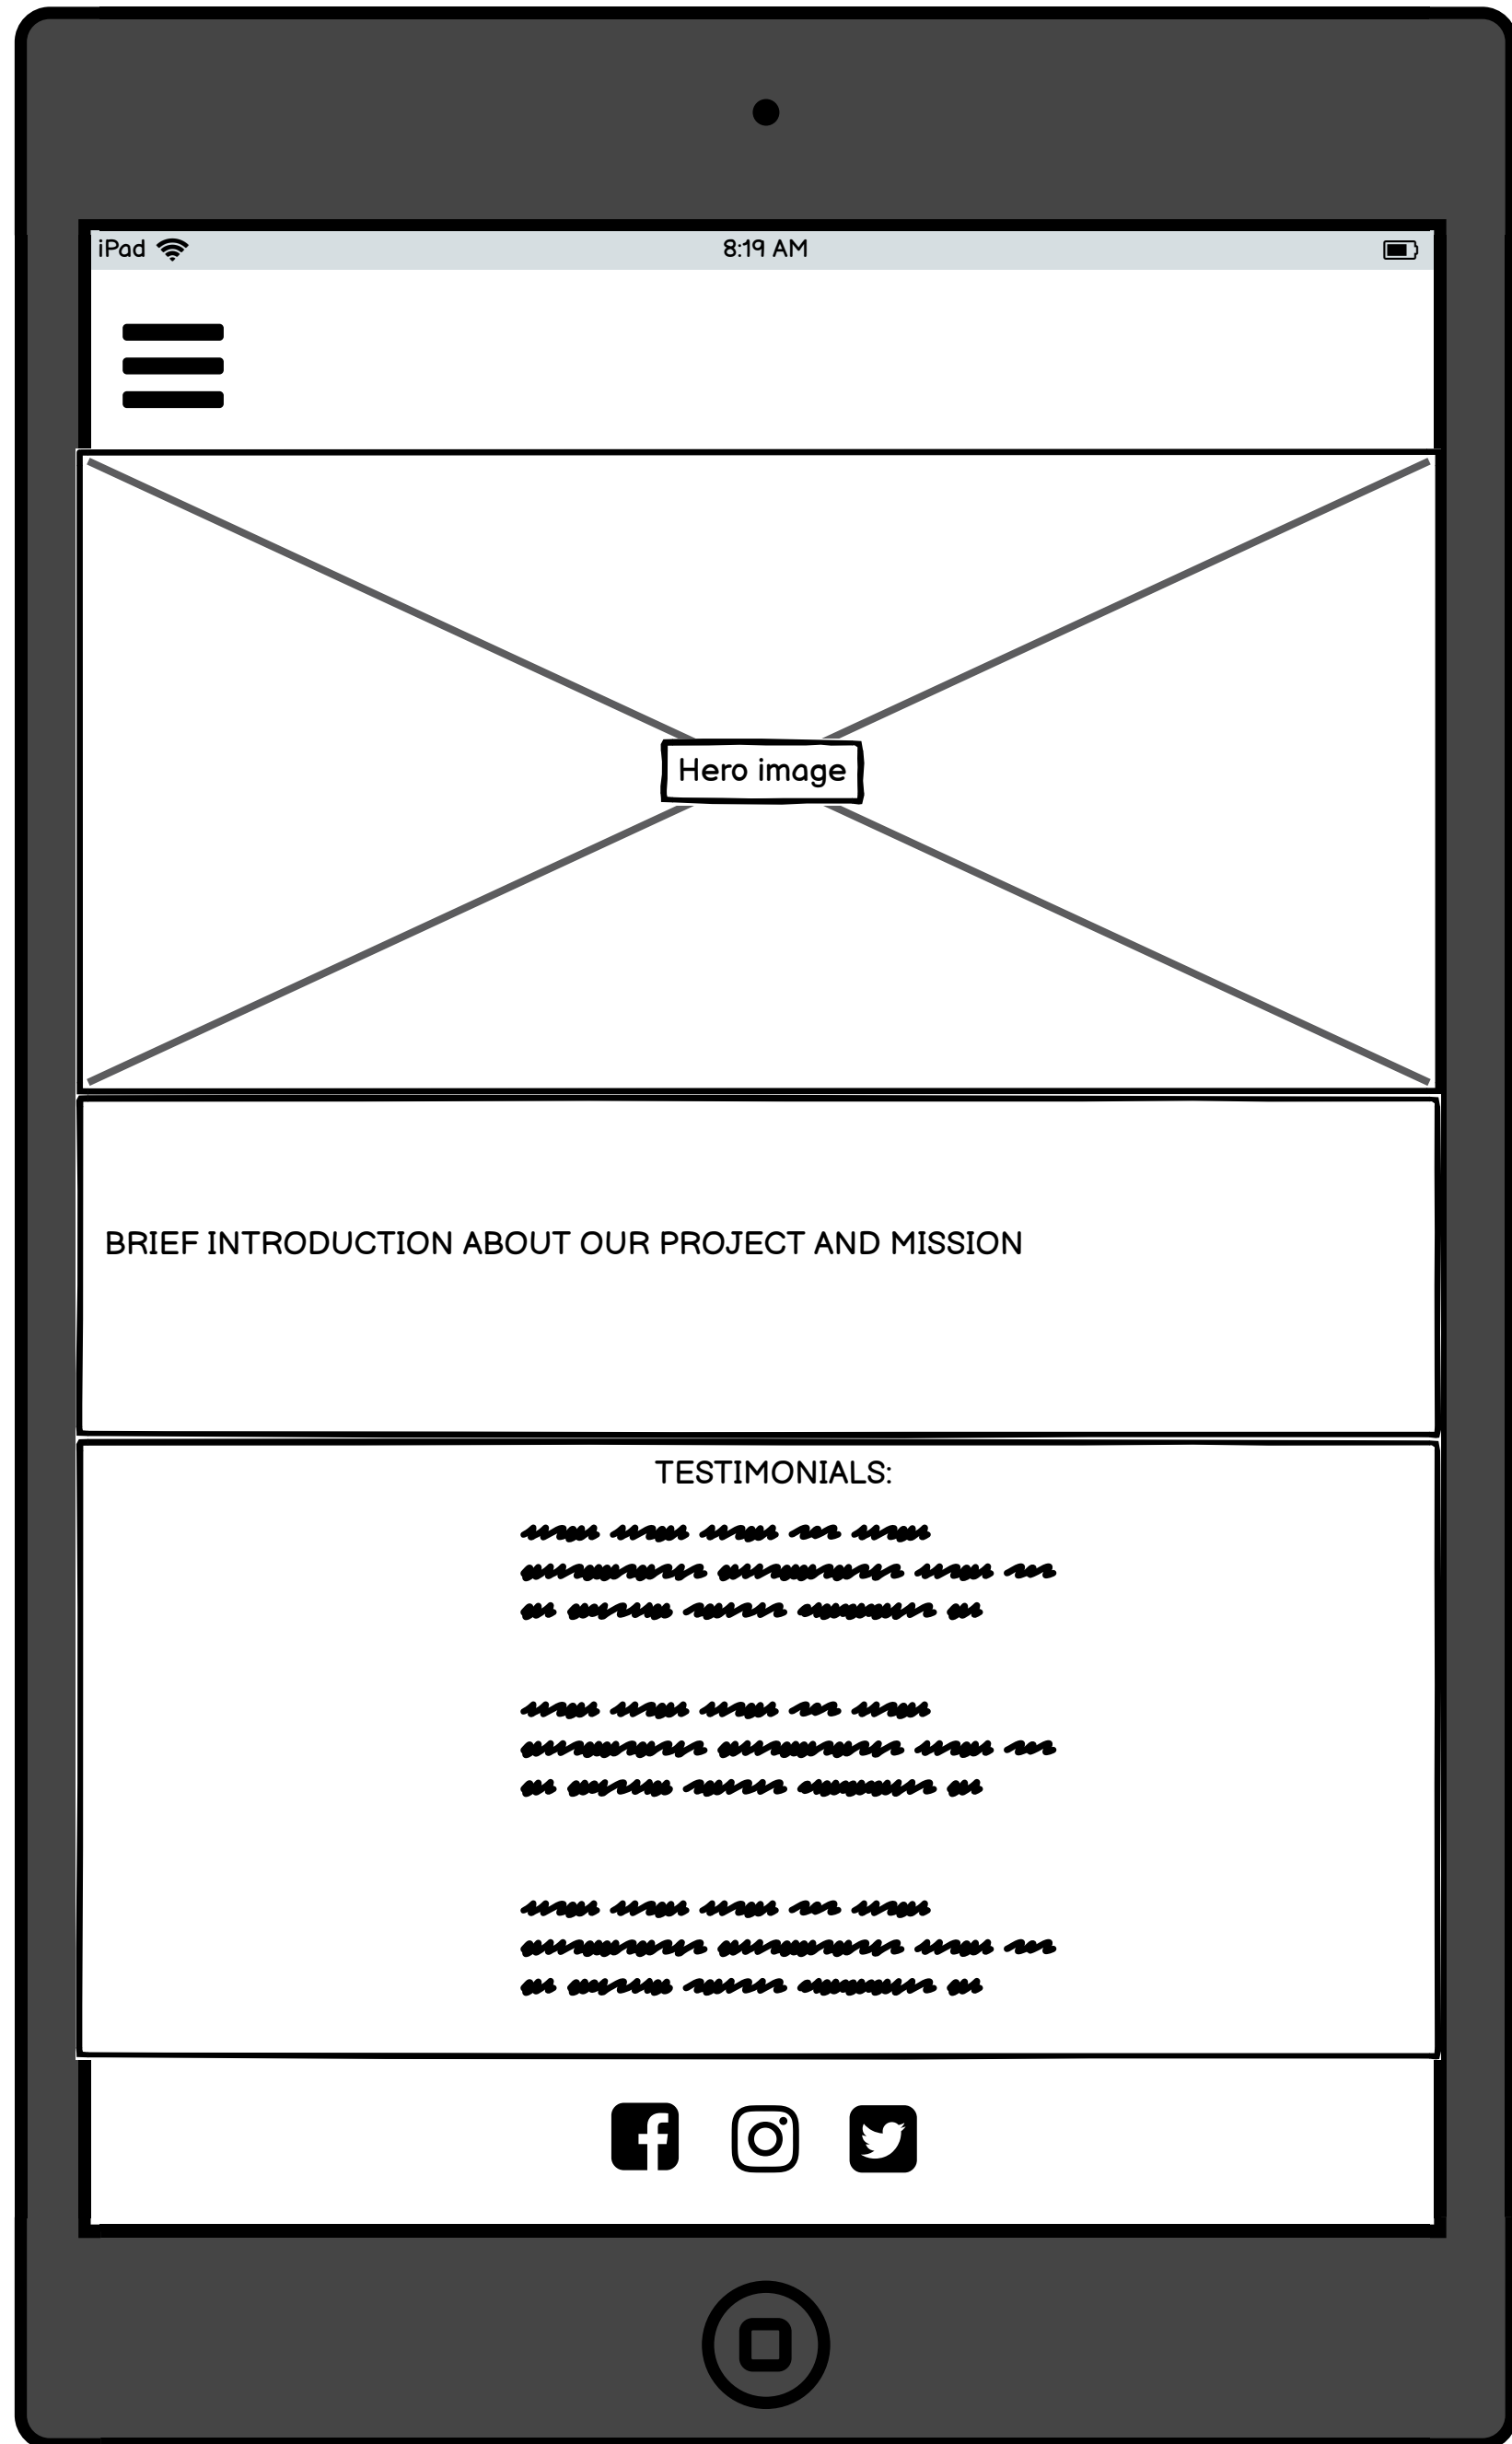 iPad
8:19 AM
Hero image
BRIEF INTRODUCTION ABOUT OUR PROJECT AND MISSION
TESTIMONIALS: